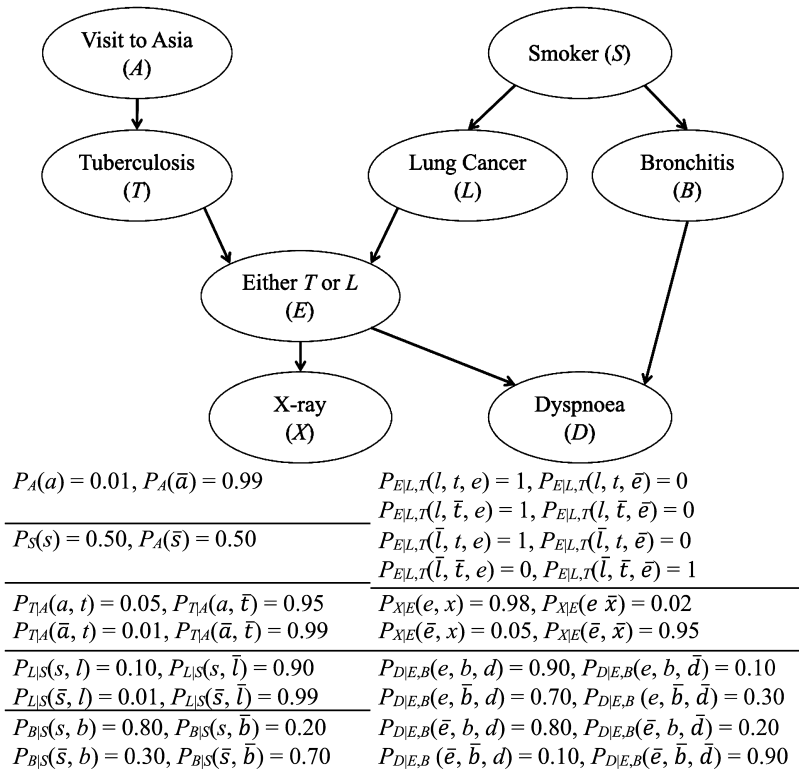 Visit to Asia
(A)
Smoker (S)
Tuberculosis
(T)
Lung Cancer
(L)
Bronchitis
(B)
Either T or L
(E)
X-ray
(X)
Dyspnoea
(D)
P_A(a) = 0.01, P_A(a̅) = 0.99
P_S(s) = 0.50, P_A(s̅) = 0.50
P_T|A(a, t) = 0.05, P_T|A(a, t̅) = 0.95
P_T|A(a̅, t) = 0.01, P_T|A(a̅, t̅) = 0.99
P_L|S(s, l) = 0.10, P_L|S(s, l̅) = 0.90
P_L|S(s̅, l) = 0.01, P_L|S(s̅, l̅) = 0.99
P_B|S(s, b) = 0.80, P_B|S(s, b̅) = 0.20
P_B|S(s̅, b) = 0.30, P_B|S(s̅, b̅) = 0.70
P_E|L,T(l, t, e) = 1, P_E|L,T(l, t, e̅) = 0
P_E|L,T(l, t̅, e) = 1, P_E|L,T(l, t̅, e̅) = 0
P_E|L,T(l̅, t, e) = 1, P_E|L,T(l̅, t, e̅) = 0
P_E|L,T(l̅, t̅, e) = 0, P_E|L,T(l̅, t̅, e̅) = 1
P_X|E(e, x) = 0.98, P_X|E(e x̅) = 0.02
P_X|E(e̅, x) = 0.05, P_X|E(e̅, x̅) = 0.95
P_D|E,B(e, b, d) = 0.90, P_D|E,B(e, b, d̅) = 0.10
P_D|E,B(e, b̅, d) = 0.70, P_D|E,B (e, b̅, d̅) = 0.30
P_D|E,B(e̅, b, d) = 0.80, P_D|E,B(e̅, b, d̅) = 0.20
P_D|E,B (e̅, b̅, d) = 0.10, P_D|E,B(e̅, b̅, d̅) = 0.90